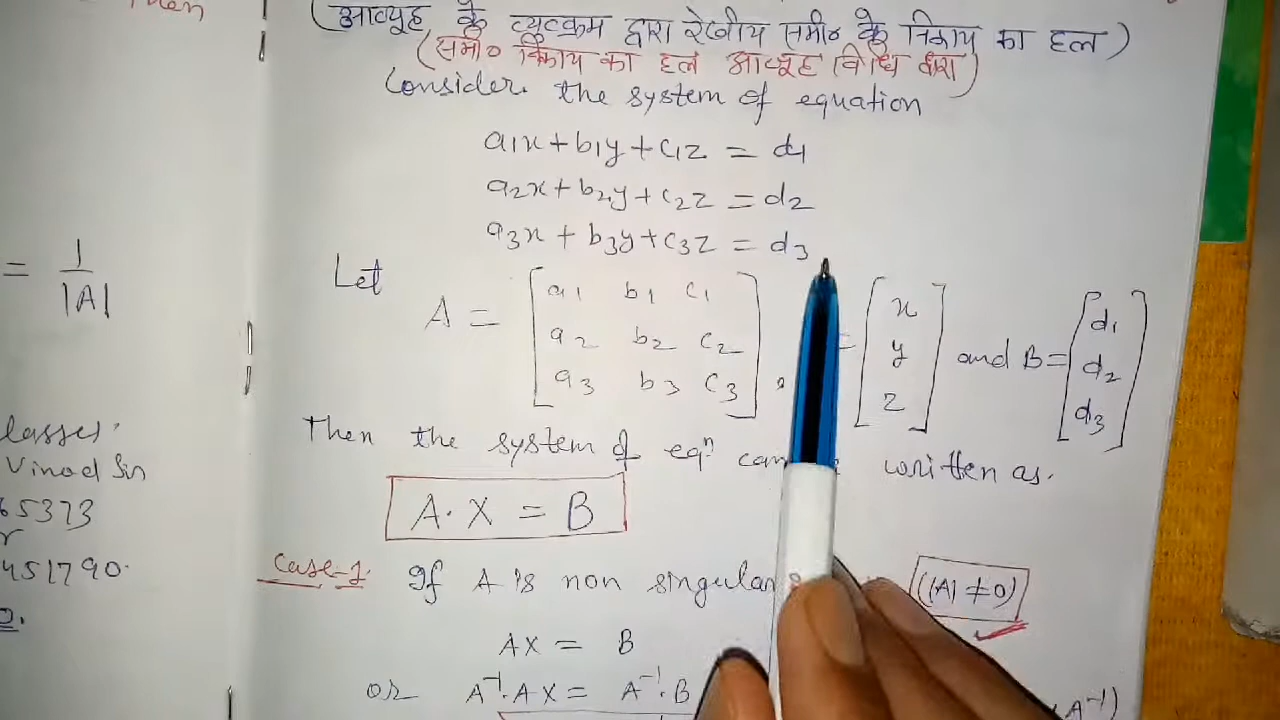 Then
(आव्यूह के व्युत्क्रम द्वारा रेखीय समी० के निकाय का हल)
(समी० निकाय का हल आव्यूह विधि द्वारा)
Consider the system of equation
a1x + b1y + c1z = d1
a2x + b2y + c2z = d2
a3x + b3y + c3z = d3
= 1/|A|
Let A = [a1 b1 c1
a2 b2 c2
a3 b3 c3], = [x y z] and B = [d1 d2 d3]
Then the system of eqn can written as.
A·X = B
Case-1. If A is non singular (|A| ≠ 0)
AX = B
or A⁻¹·AX = A⁻¹·B
A⁻¹)
lasses.
Vinod Sir
65373
r
451790.